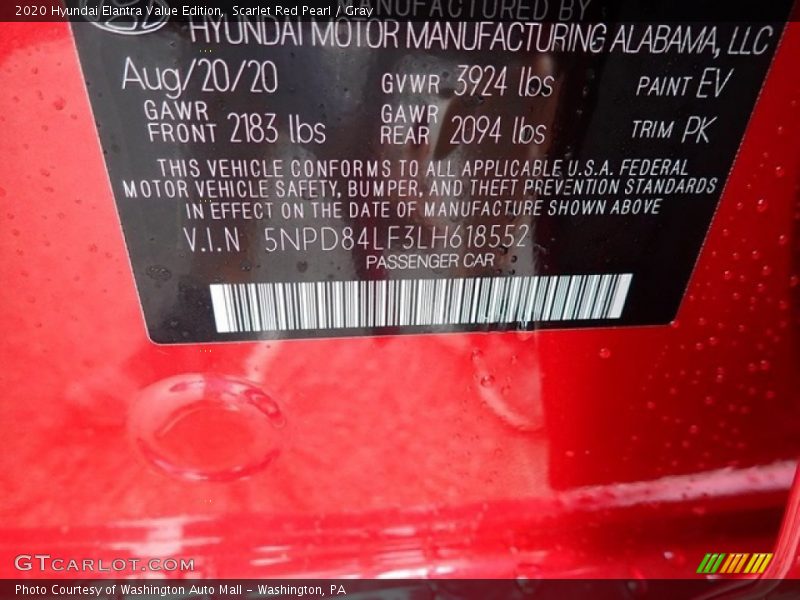 2020 Hyundai Elantra Value Edition, Scarlet Red Pearl / Gray
MANUFACTURED BY
HYUNDAI MOTOR MANUFACTURING ALABAMA, LLC
Aug/20/20 GVWR 3924 lbs PAINT EV
GAWR FRONT 2183 lbs GAWR REAR 2094 lbs TRIM PK
THIS VEHICLE CONFORMS TO ALL APPLICABLE U.S.A. FEDERAL
MOTOR VEHICLE SAFETY, BUMPER, AND THEFT PREVENTION STANDARDS
IN EFFECT ON THE DATE OF MANUFACTURE SHOWN ABOVE
V.I.N 5NPD84LF3LH618552
PASSENGER CAR
GTCARLOT.COM
Photo Courtesy of Washington Auto Mall - Washington, PA